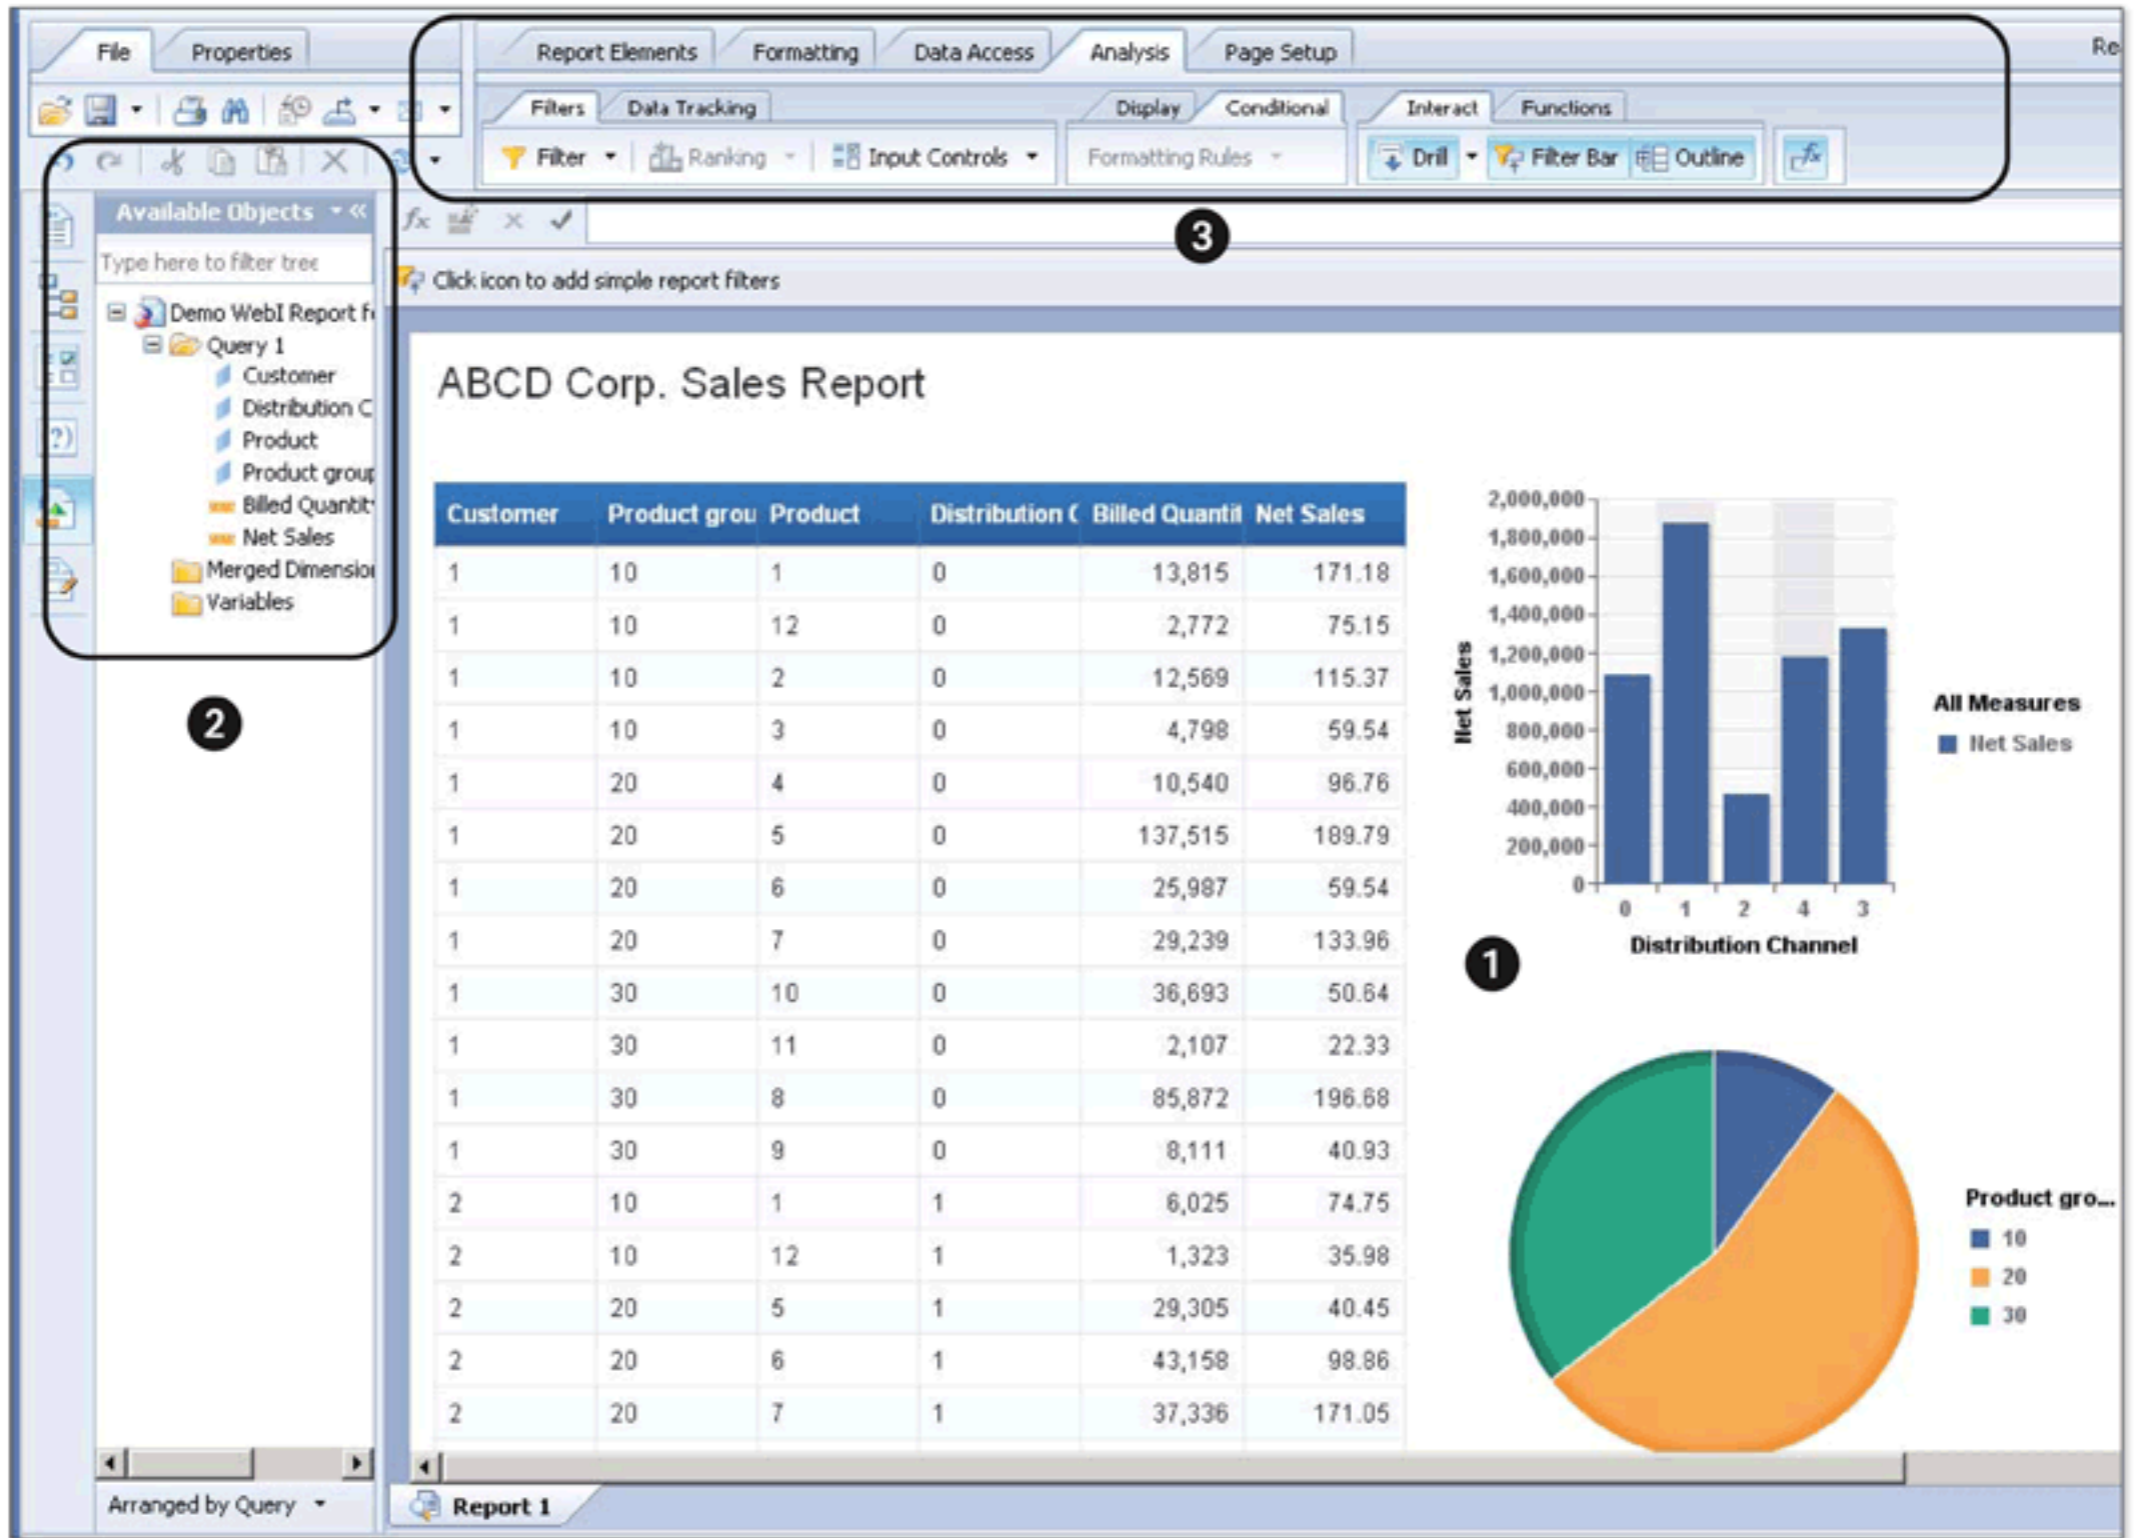 File Properties Report Elements Formatting Data Access Analysis Page Setup Re
Filters Data Tracking Display Conditional Interact Functions
Filter Ranking Input Controls Formatting Rules Drill Filter Bar Outline fx
Available Objects
Type here to filter tree
fx
3
Click icon to add simple report filters
Demo WebI Report f
Query 1
Customer
Distribution C
Product
Product group
Billed Quantit
Net Sales
Merged Dimension
Variables
2
ABCD Corp. Sales Report
Customer Product grou Product Distribution C Billed Quantit Net Sales
1 10 1 0 13,815 171.18
1 10 12 0 2,772 75.15
1 10 2 0 12,569 115.37
1 10 3 0 4,798 59.54
1 20 4 0 10,540 96.76
1 20 5 0 137,515 189.79
1 20 6 0 25,987 59.54
1 20 7 0 29,239 133.96
1 30 10 0 36,693 50.64
1 30 11 0 2,107 22.33
1 30 8 0 85,872 196.68
1 30 9 0 8,111 40.93
2 10 1 1 6,025 74.75
2 10 12 1 1,323 35.98
2 20 5 1 29,305 40.45
2 20 6 1 43,158 98.86
2 20 7 1 37,336 171.05
2,000,000
1,800,000
1,600,000
1,400,000
1,200,000
1,000,000
800,000
600,000
400,000
200,000
0
Net Sales
0 1 2 4 3
Distribution Channel
All Measures
Net Sales
1
Product gro...
10
20
30
Arranged by Query
Report 1